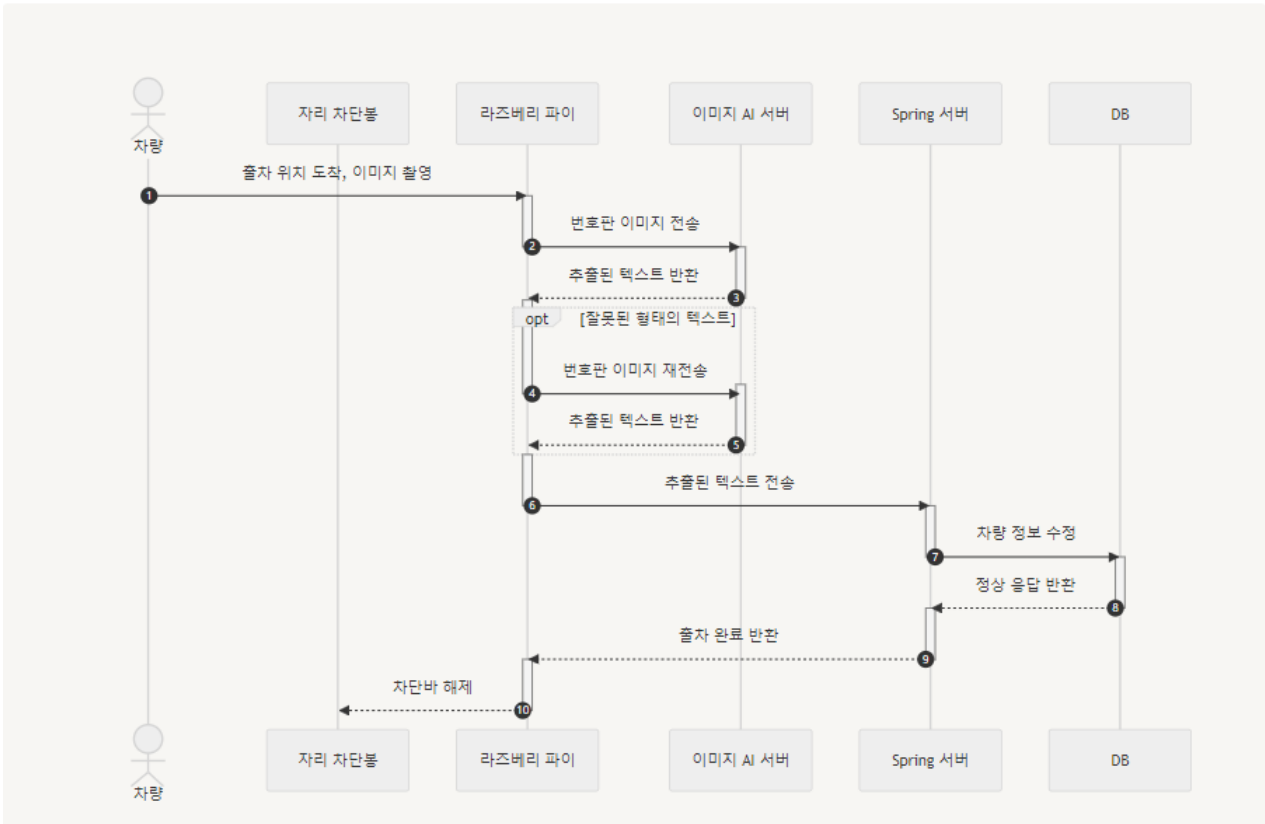 차량
자리 차단봉
라즈베리 파이
이미지 AI 서버
Spring 서버
DB
출차 위치 도착, 이미지 촬영
1
번호판 이미지 전송
2
추출된 텍스트 반환
3
opt
[잘못된 형태의 텍스트]
번호판 이미지 재전송
4
추출된 텍스트 반환
5
추출된 텍스트 전송
6
차량 정보 수정
7
정상 응답 반환
8
출차 완료 반환
9
차단바 해제
10
차량
자리 차단봉
라즈베리 파이
이미지 AI 서버
Spring 서버
DB